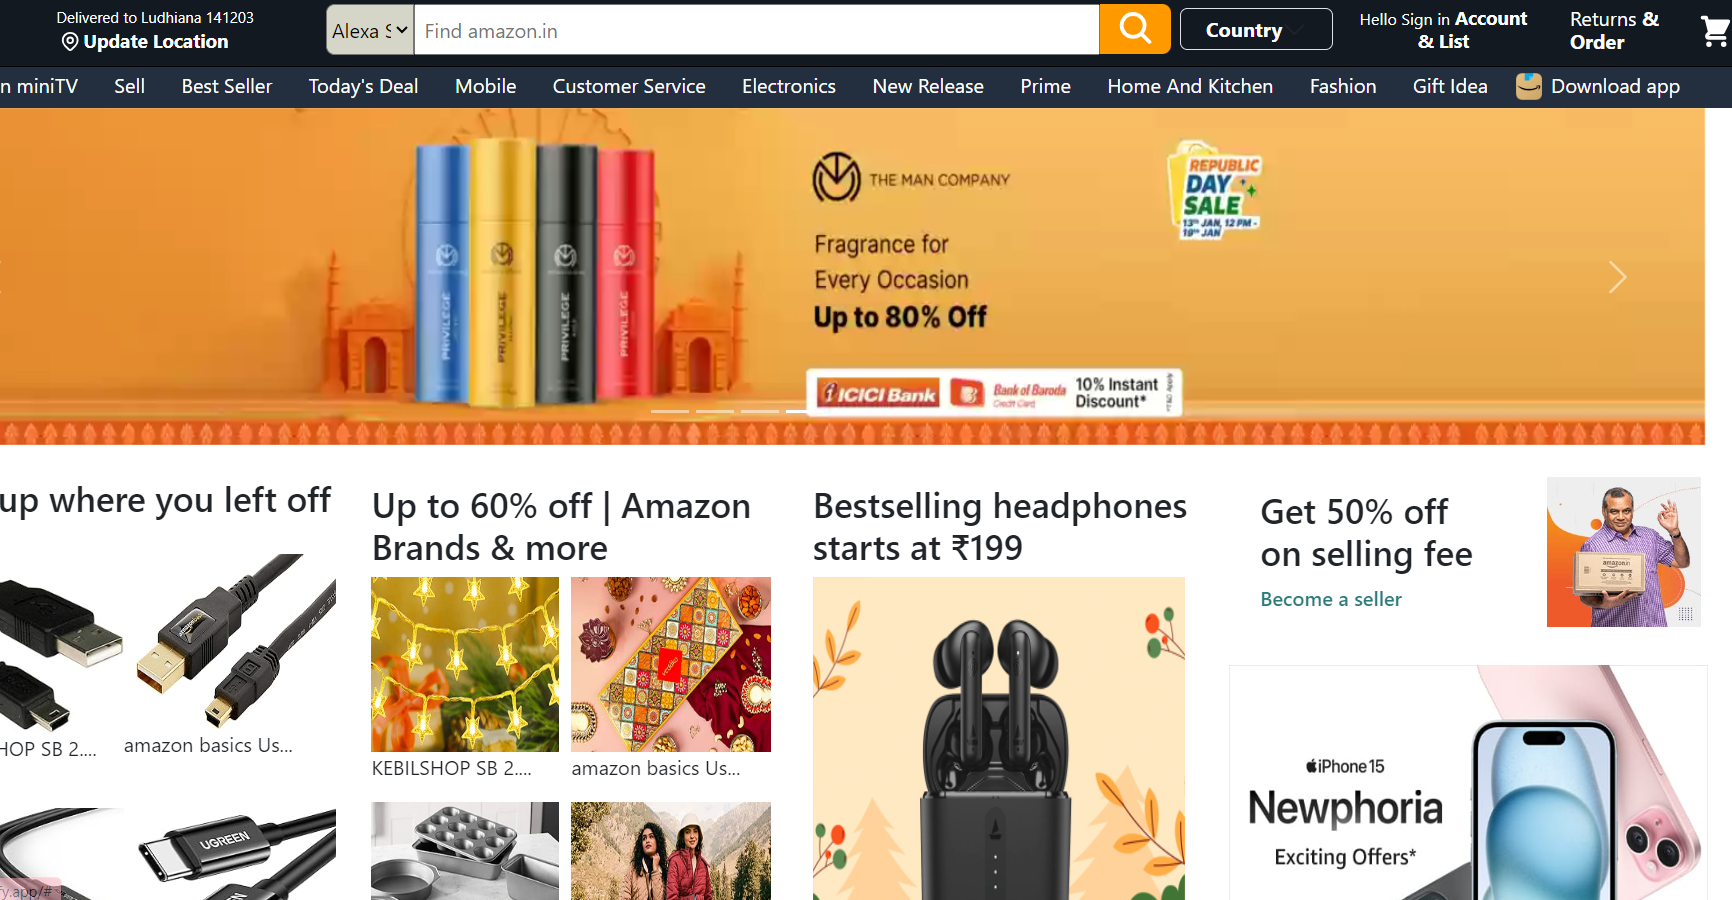 Delivered to Ludhiana 141203
Update Location
Alexa S
Find amazon.in
Country
Hello Sign in Account & List
Returns & Order
n miniTV
Sell
Best Seller
Today's Deal
Mobile
Customer Service
Electronics
New Release
Prime
Home And Kitchen
Fashion
Gift Idea
Download app
PRIVILEGE
PRIVILEGE
PRIVILEGE
PRIVILEGE
THE MAN COMPANY
Fragrance for
Every Occasion
Up to 80% Off
REPUBLIC
DAY
SALE
13th JAN, 12 PM -
19th JAN
ICICI Bank
Bank of Baroda
Credit Card
10% Instant
Discount*
*T&C Apply
up where you left off
HOP SB 2....
amazon basics Us...
UGREEN
fy.app/#
Up to 60% off | Amazon
Brands & more
KEBILSHOP SB 2....
amazon basics Us...
Bestselling headphones
starts at ₹199
Get 50% off
on selling fee
Become a seller
iPhone 15
Newphoria
Exciting Offers*